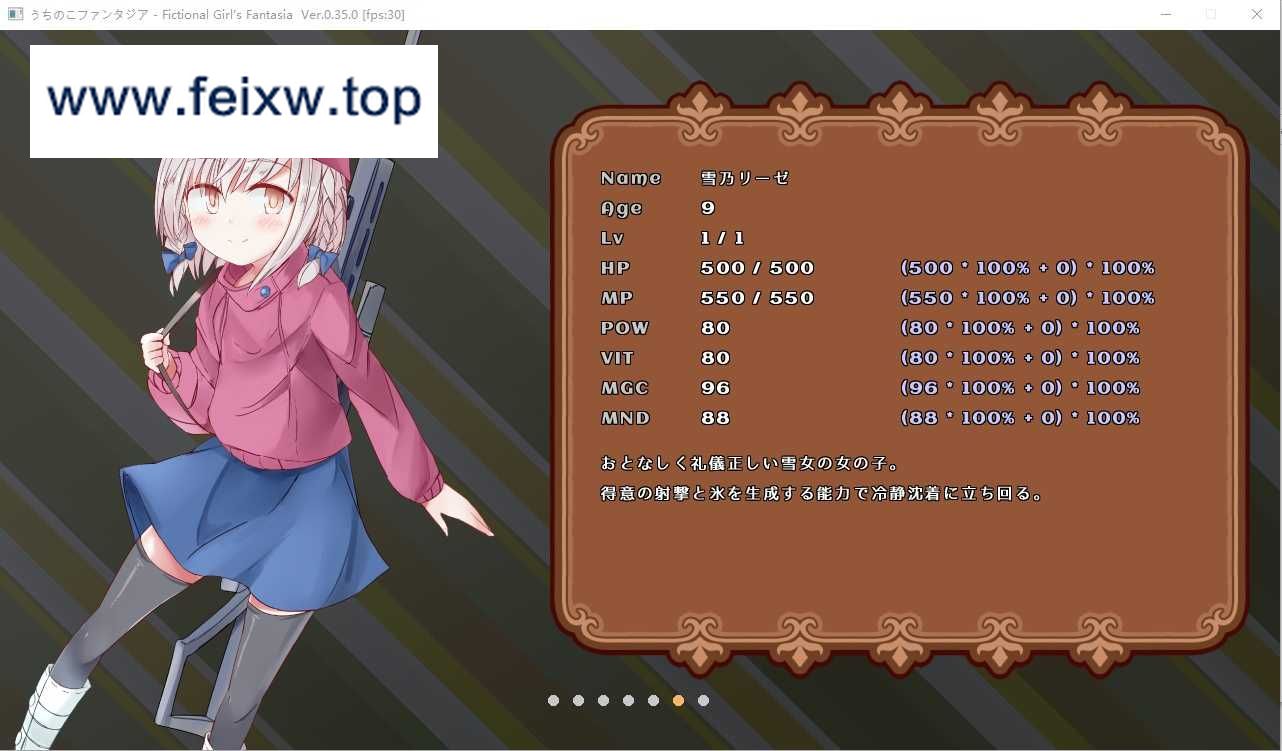 うちのこファンタジア - Fictional Girl's Fantasia Ver.0.35.0 [fps:30]
www.feixw.top
Name 雪乃リーゼ
Age 9
Lv 1 / 1
HP 500 / 500 (500 * 100% + 0) * 100%
MP 550 / 550 (550 * 100% + 0) * 100%
POW 80 (80 * 100% + 0) * 100%
VIT 80 (80 * 100% + 0) * 100%
MGC 96 (96 * 100% + 0) * 100%
MND 88 (88 * 100% + 0) * 100%
おとなしく礼儀正しい雪女の女の子。
得意の射撃と氷を生成する能力で冷静沈着に立ち回る。